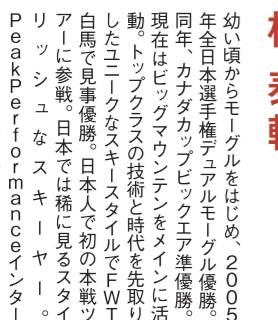 幼い頃からモーグルをはじめ、2005
年全日本選手権デュアルモーグル優勝。
同年、カナダカップビックエア準優勝。
現在はビッグマウンテンをメインに活
動。トップクラスの技術と時代を先取り
したユニークなスキースタイルでFWT
白馬で見事優勝。日本人で初の本戦ツ
アーに参戦。日本では稀に見るスタイ
リッシュなスキーヤー。
PeakPerformanceインター